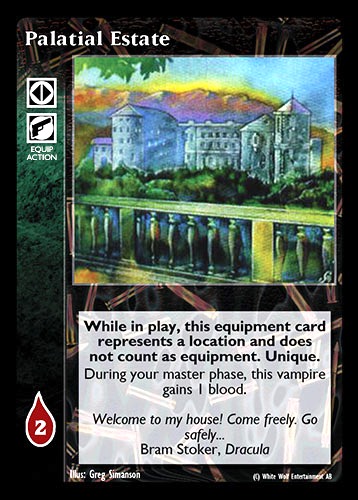 Palatial Estate
EQUIP
ACTION
While in play, this equipment card
represents a location and does
not count as equipment. Unique.
During your master phase, this vampire
gains 1 blood.
Welcome to my house! Come freely. Go
safely...
Bram Stoker, Dracula
2
Illus: Greg Simanson
(C) White Wolf Entertainment AB